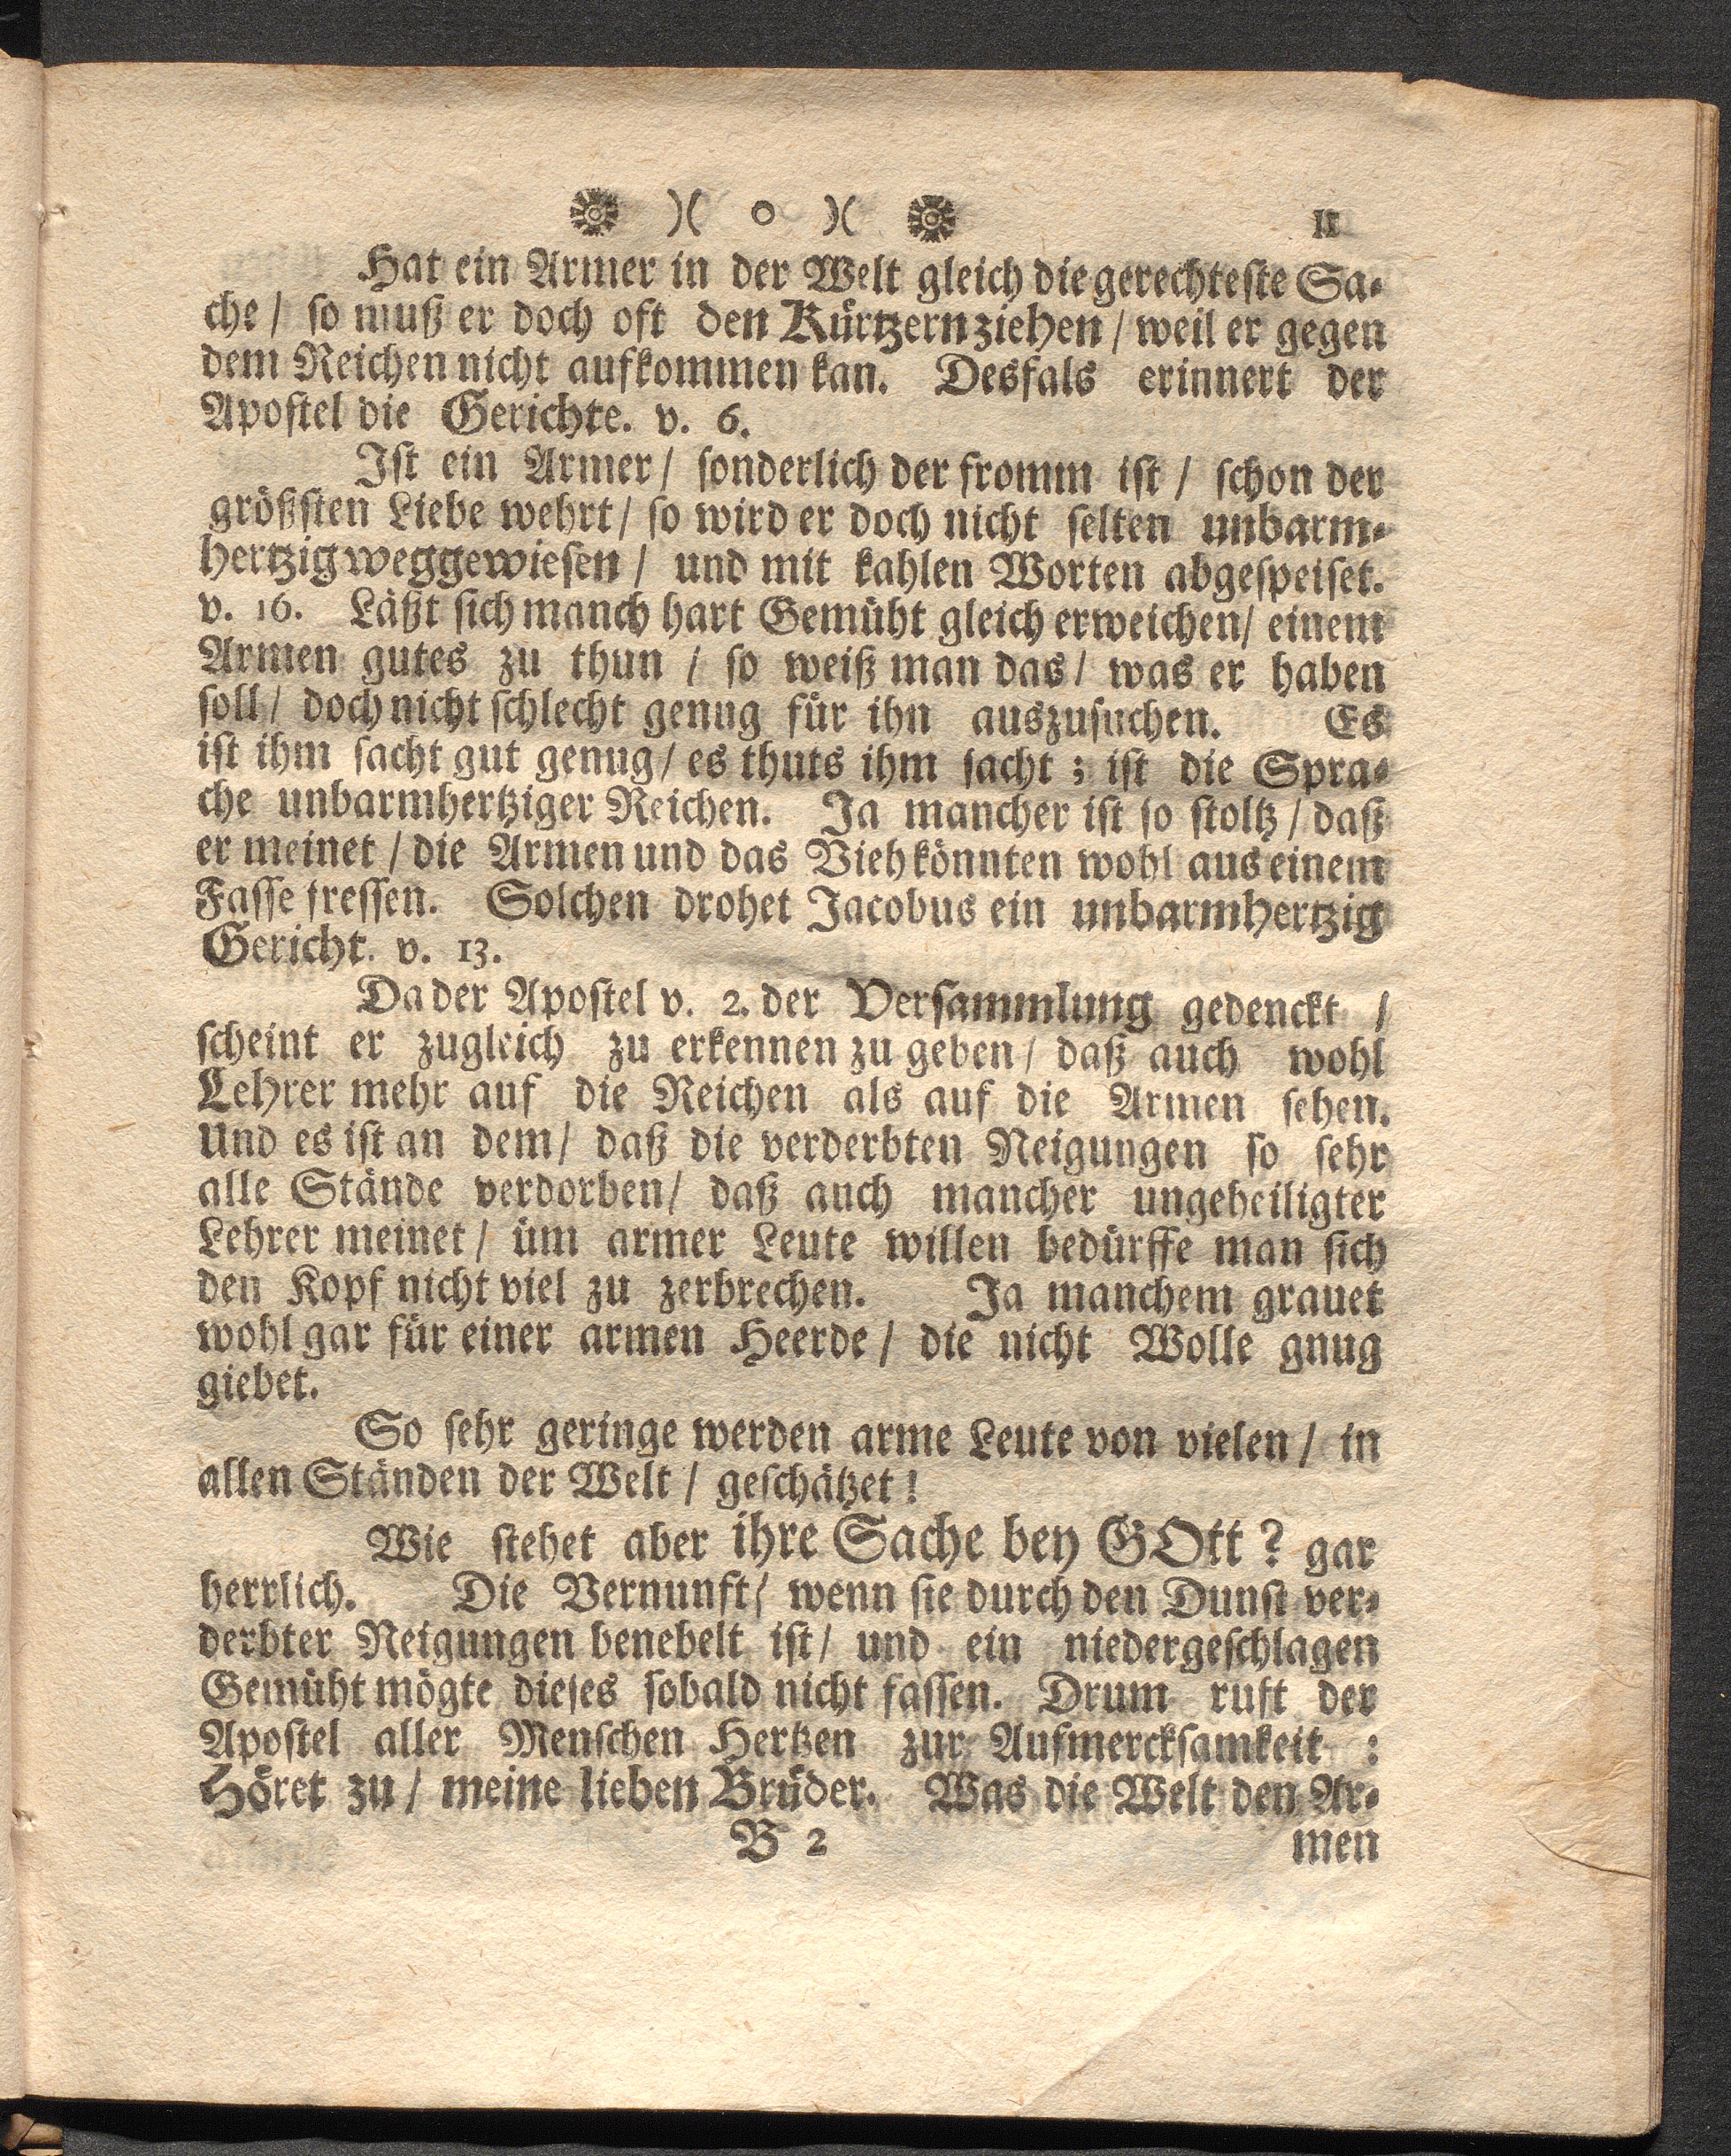 )( o )( 11
Hat ein Armer in der Welt gleich die gerechteste Sa-
che / so muß er doch oft den Kürtzern ziehen / weil er gegen
dem Reichen nicht aufkommen kan. Desfals erinnert der
Apostel die Gerichte. v. 6.
Ist ein Armer / sonderlich der fromm ist / schon der
größsten Liebe wehrt / so wird er doch nicht selten unbarm-
hertzig weggewiesen / und mit kahlen Worten abgespeiset.
v. 16. Läßt sich manch hart Gemüht gleich erweichen / einem
Armen gutes zu thun / so weiß man das / was er haben
soll / doch nicht schlecht genug für ihn auszusuchen. Es
ist ihm sacht gut genug / es thuts ihm sacht ; ist die Spra-
che unbarmhertziger Reichen. Ja mancher ist so stoltz / daß
er meinet / die Armen und das Vieh könnten wohl aus einem
Fasse fressen. Solchen drohet Jacobus ein unbarmhertzig
Gericht. v. 13.
Da der Apostel v. 2. der Versammlung gedenckt /
scheint er zugleich zu erkennen zu geben / daß auch wohl
Lehrer mehr auf die Reichen als auf die Armen sehen.
Und es ist an dem / daß die verderbten Neigungen so sehr
alle Stände verdorben / daß auch mancher ungeheiligter
Lehrer meinet / üm armer Leute willen bedürffe man sich
den Kopf nicht viel zu zerbrechen. Ja manchem grauet
wohl gar für einer armen Heerde / die nicht Wolle gnug
giebet.
So sehr geringe werden arme Leute von vielen / in
allen Ständen der Welt / geschätzet !
Wie stehet aber ihre Sache bey GOtt ? gar
herrlich. Die Vernunft / wenn sie durch den Dunst ver-
derbter Neigungen benebelt ist / und ein niedergeschlagen
Gemüht mögte dieses sobald nicht fassen. Drum ruft der
Apostel aller Menschen Hertzen zur Aufmercksamkeit :
Höret zu / meine lieben Brüder. Was die Welt den Ar-
B 2 men